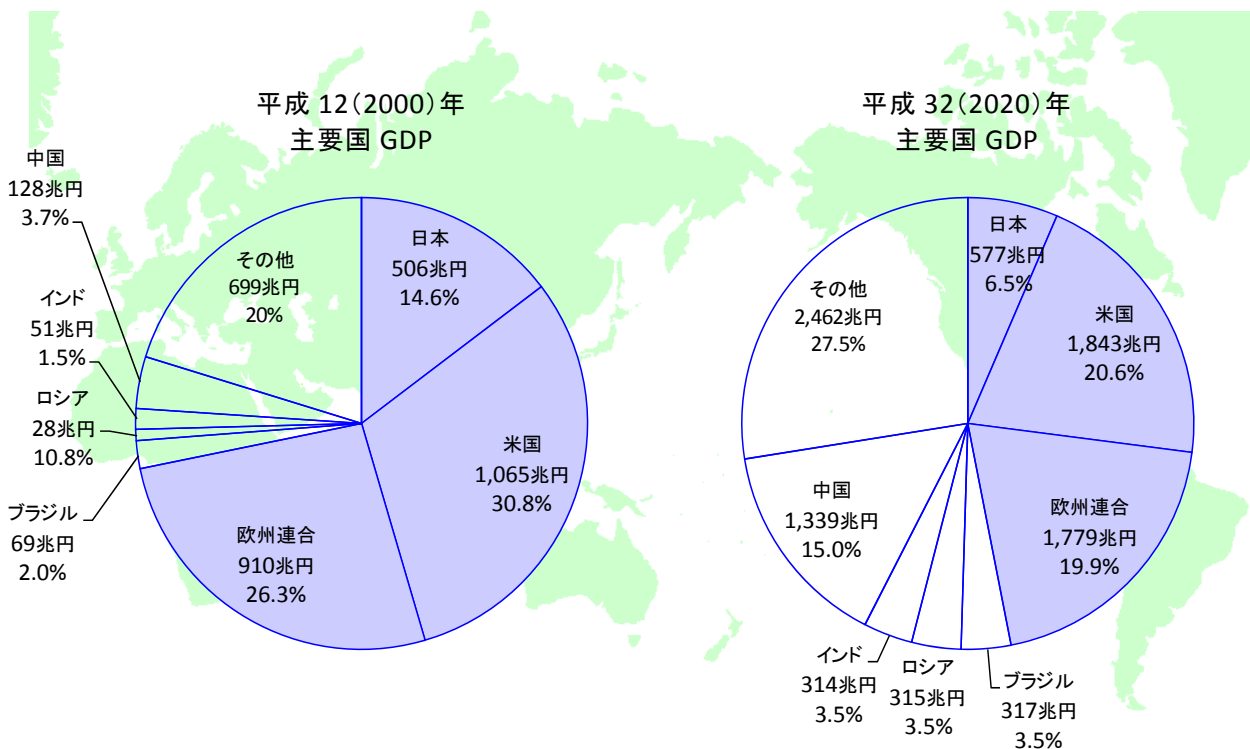 平成 12(2000)年
主要国 GDP
中国
128兆円
3.7%
インド
51兆円
1.5%
ロシア
28兆円
10.8%
ブラジル
69兆円
2.0%
その他
699兆円
20%
日本
506兆円
14.6%
米国
1,065兆円
30.8%
欧州連合
910兆円
26.3%
平成 32(2020)年
主要国 GDP
日本
577兆円
6.5%
米国
1,843兆円
20.6%
欧州連合
1,779兆円
19.9%
ブラジル
317兆円
3.5%
ロシア
315兆円
3.5%
インド
314兆円
3.5%
中国
1,339兆円
15.0%
その他
2,462兆円
27.5%